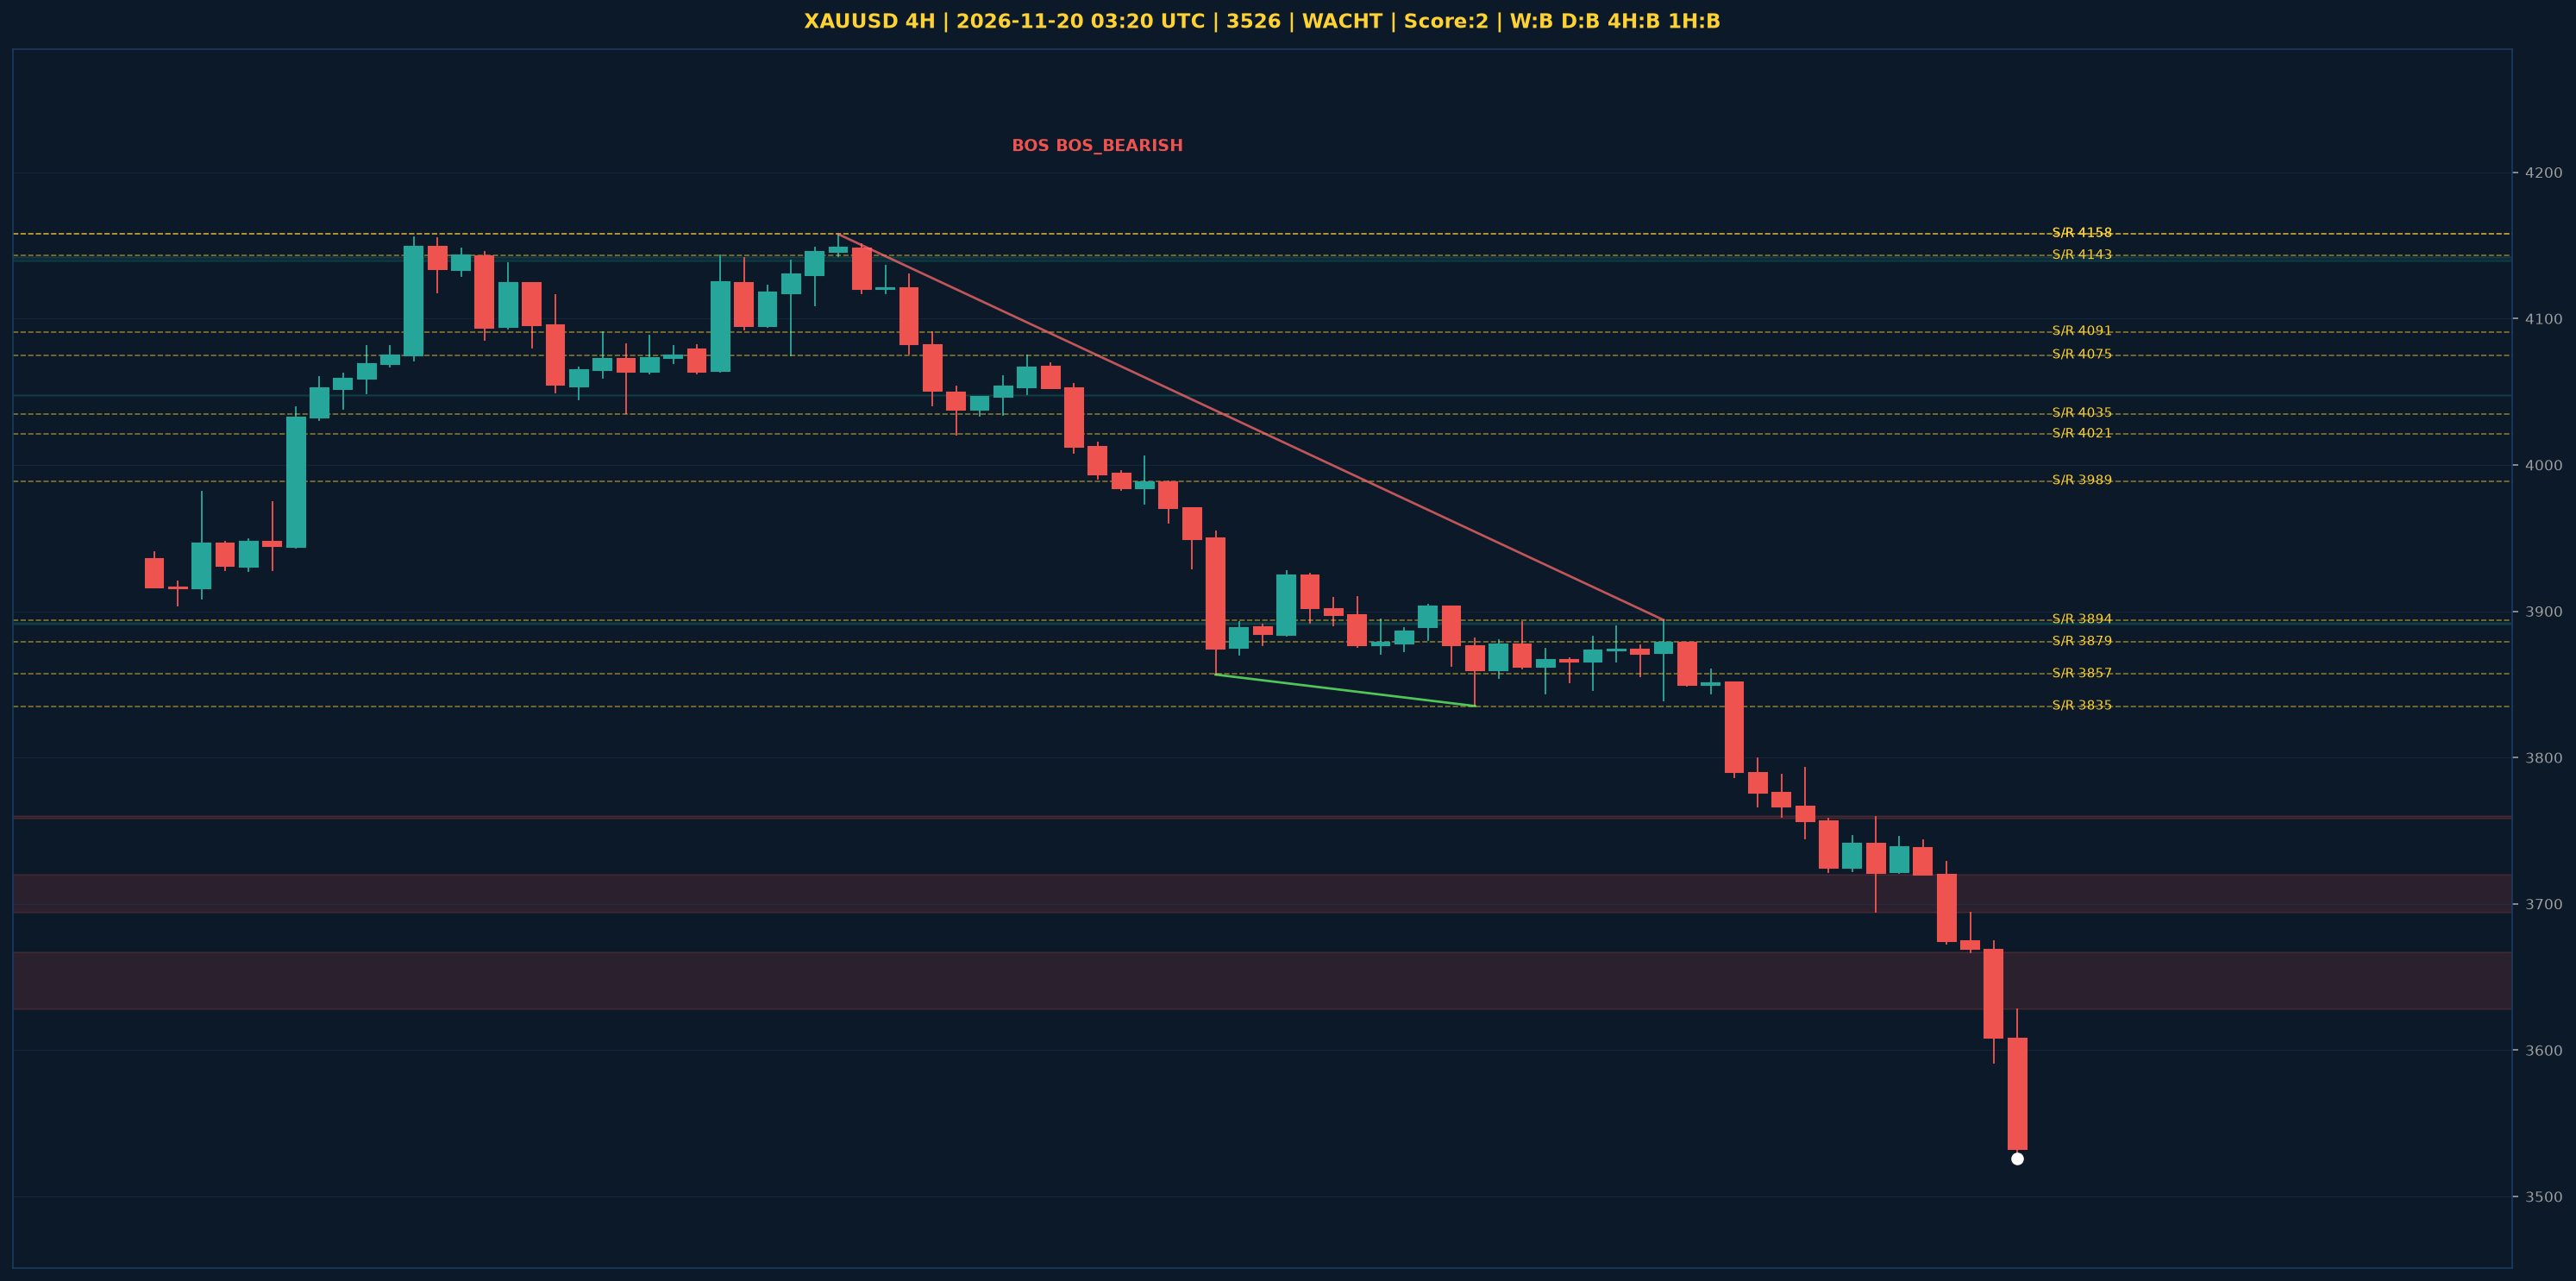 XAUUSD 4H | 2026-11-20 03:20 UTC | 3526 | WACHT | Score:2 | W:B D:B 4H:B 1H:B
BOS BOS_BEARISH
4200
S/R 4158
S/R 4143
4100
S/R 4091
S/R 4075
S/R 4035
S/R 4021
4000
S/R 3989
3900
S/R 3894
S/R 3879
S/R 3857
S/R 3835
3800
3700
3600
3500